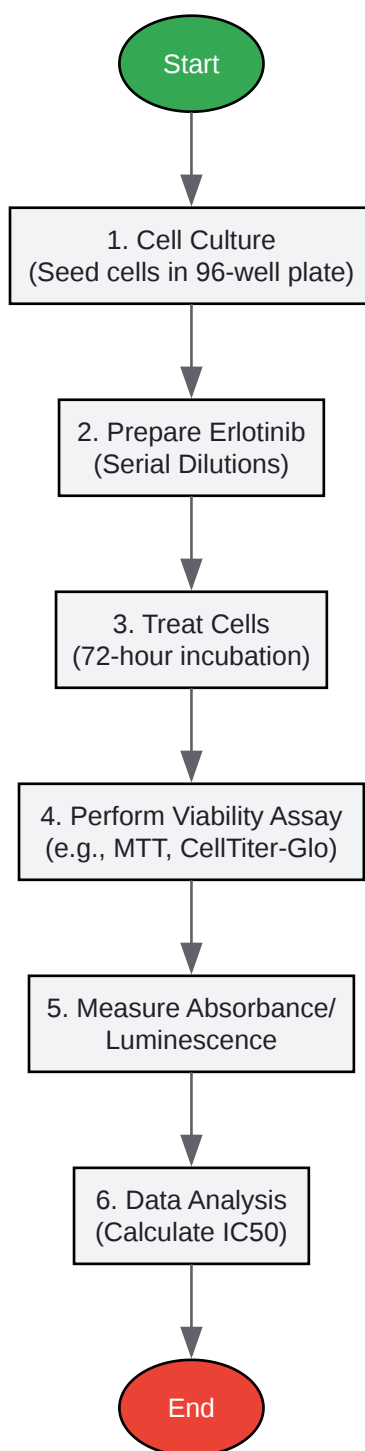 Start
1. Cell Culture
(Seed cells in 96-well plate)
2. Prepare Erlotinib
(Serial Dilutions)
3. Treat Cells
(72-hour incubation)
4. Perform Viability Assay
(e.g., MTT, CellTiter-Glo)
5. Measure Absorbance/
Luminescence
6. Data Analysis
(Calculate IC50)
End